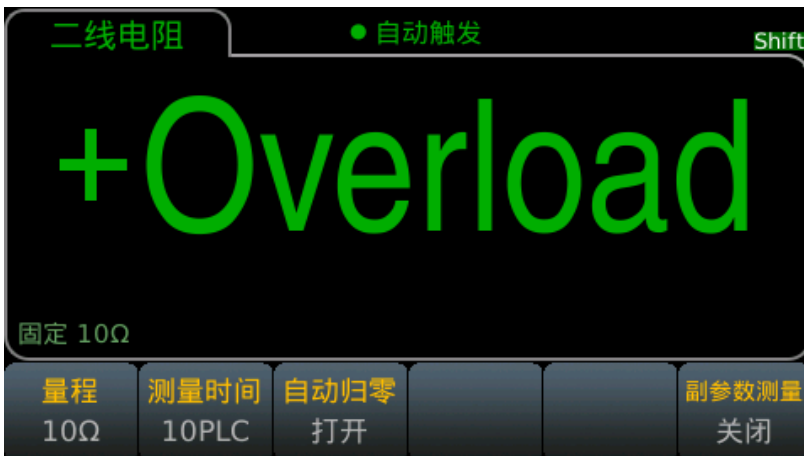 二线电阻
自动触发
Shift
+Overload
固定 10Ω
量程 测量时间 自动归零 副参数测量
10Ω 10PLC 打开 关闭